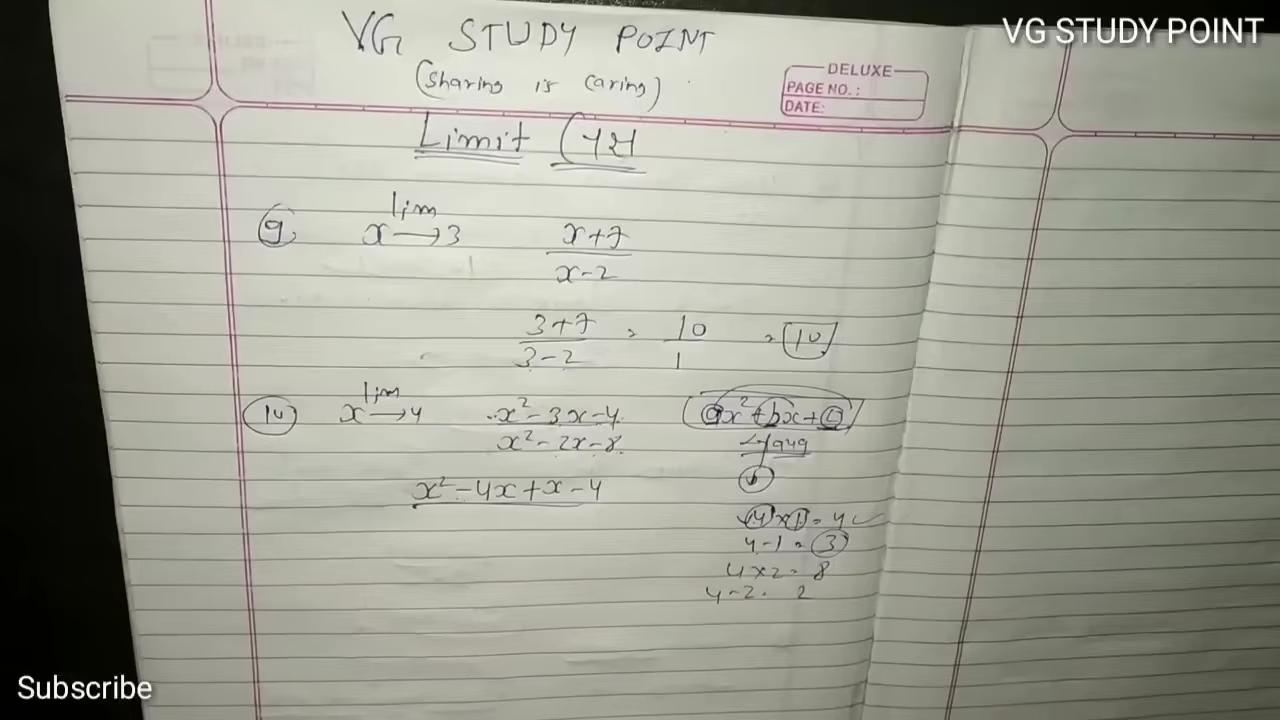 VG STUDY POINT
VG STUDY POINT
(Sharing is Caring)
DELUXE
PAGE NO.:
DATE:
Limit
9 lim x→3 x+7 / x-2
3+7 / 3-2 = 10 / 1 = 10
10 lim x→4 x²-3x-4 / x²-2x-8 (ax²+bx+c)
b
x²-4x+x-4
4×1=4
4-1=3
4×2=8
4-2=2
Subscribe